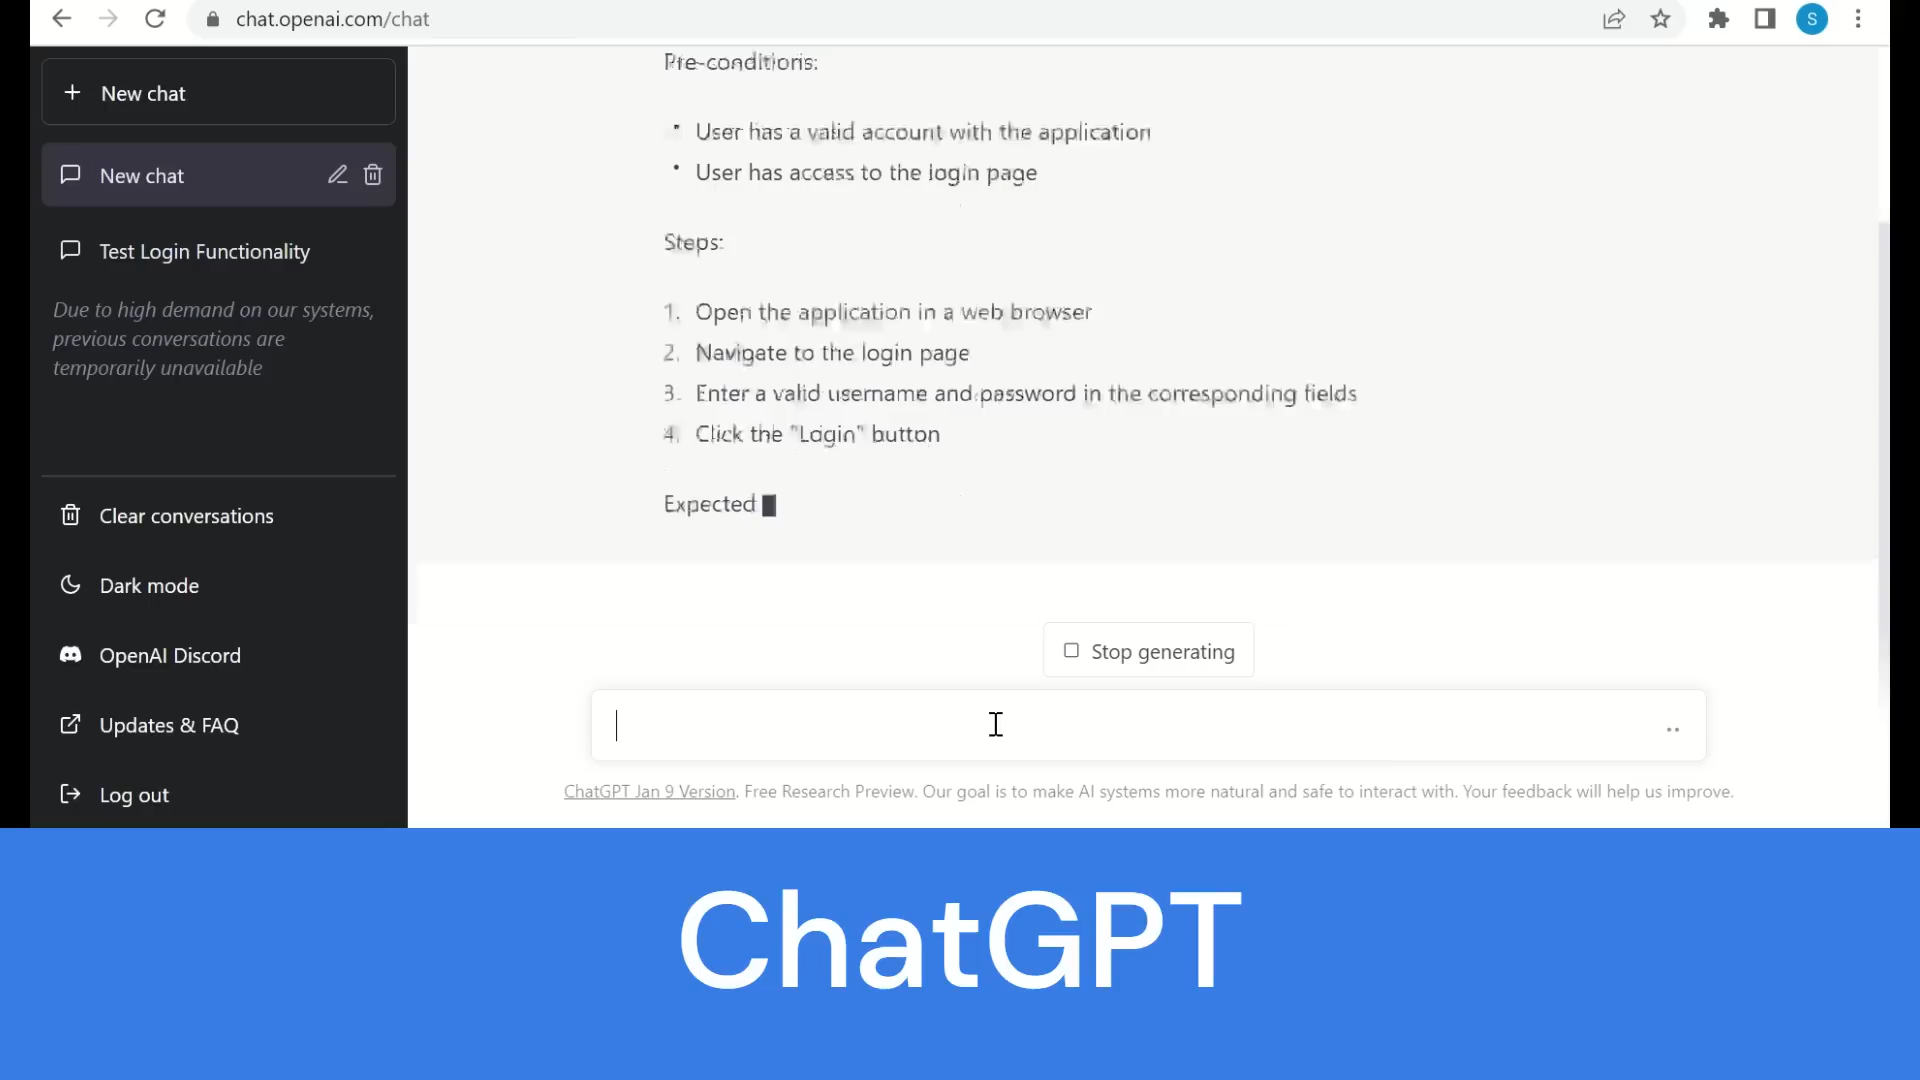 chat.openai.com/chat
S
New chat
New chat
Test Login Functionality
Due to high demand on our systems,
previous conversations are
temporarily unavailable
Clear conversations
Dark mode
OpenAI Discord
Updates & FAQ
Log out
Pre-conditions:
• User has a valid account with the application
• User has access to the login page
Steps:
1. Open the application in a web browser
2. Navigate to the login page
3. Enter a valid username and password in the corresponding fields
4. Click the "Login" button
Expected
Stop generating
ChatGPT Jan 9 Version. Free Research Preview. Our goal is to make AI systems more natural and safe to interact with. Your feedback will help us improve.
ChatGPT